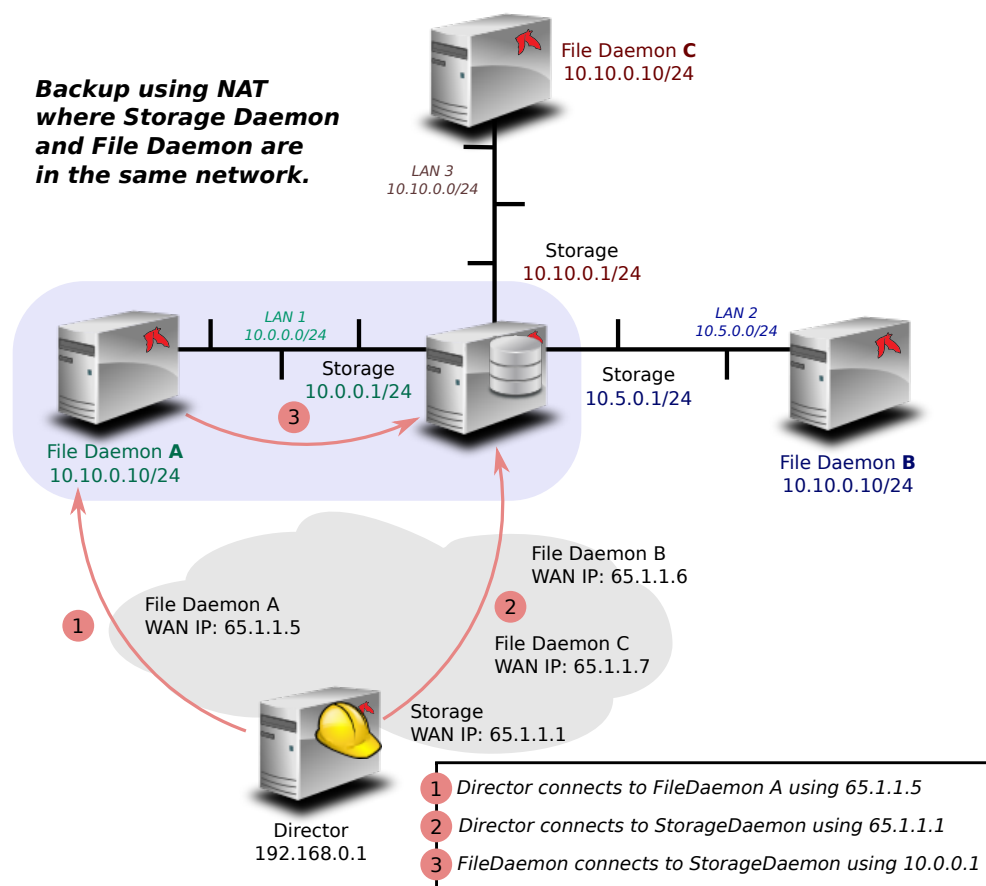 Backup using NAT
where Storage Daemon
and File Daemon are
in the same network.
File Daemon C
10.10.0.10/24
LAN 3
10.10.0.0/24
Storage
10.10.0.1/24
LAN 1
10.0.0.0/24
Storage
10.0.0.1/24
LAN 2
10.5.0.0/24
Storage
10.5.0.1/24
3
File Daemon A
10.10.0.10/24
File Daemon B
10.10.0.10/24
File Daemon B
WAN IP: 65.1.1.6
1
File Daemon A
WAN IP: 65.1.1.5
2
File Daemon C
WAN IP: 65.1.1.7
Storage
WAN IP: 65.1.1.1
Director
192.168.0.1
1 Director connects to FileDaemon A using 65.1.1.5
2 Director connects to StorageDaemon using 65.1.1.1
3 FileDaemon connects to StorageDaemon using 10.0.0.1